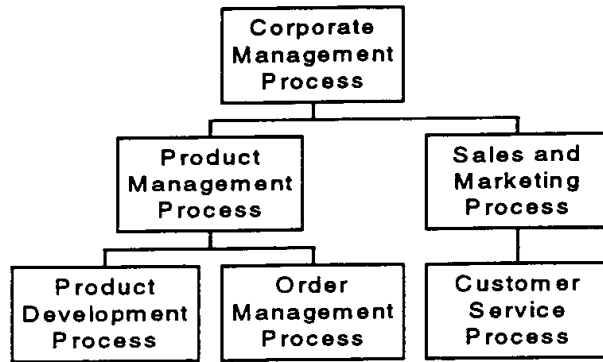 Corporate
Management
Process
Product
Management
Process
Sales and
Marketing
Process
Product
Development
Process
Order
Management
Process
Customer
Service
Process